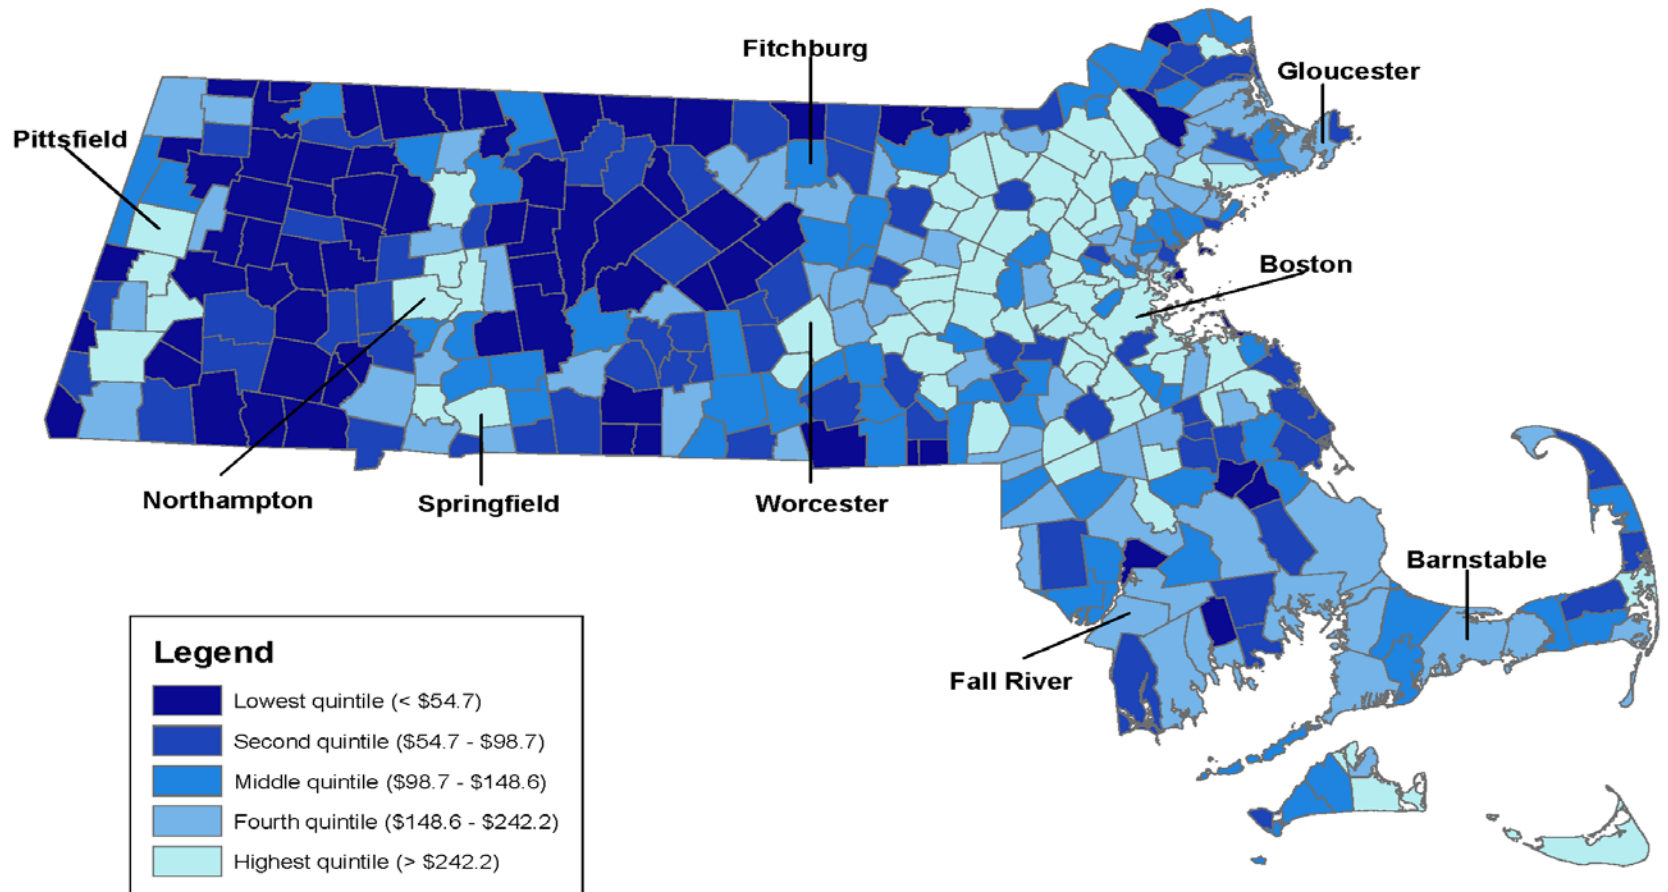 Fitchburg
Gloucester
Pittsfield
Boston
Northampton
Springfield
Worcester
Barnstable
Fall River
Legend
Lowest quintile (< $54.7)
Second quintile ($54.7 - $98.7)
Middle quintile ($98.7 - $148.6)
Fourth quintile ($148.6 - $242.2)
Highest quintile (> $242.2)